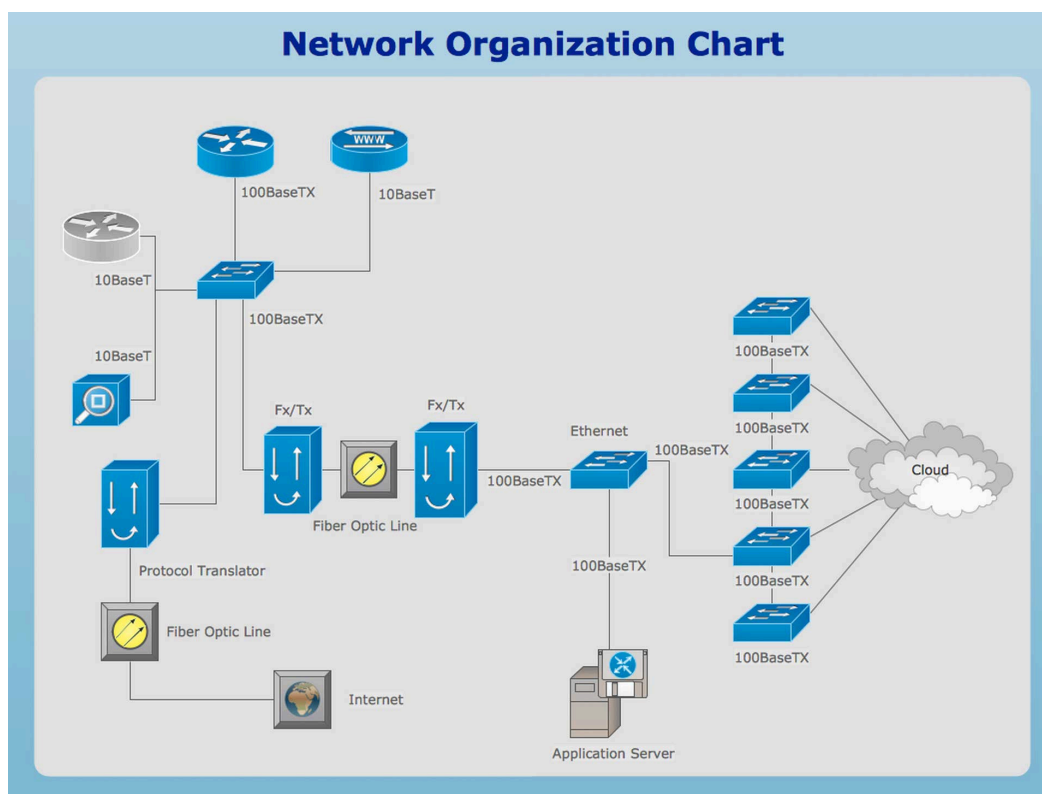 Network Organization Chart
WWW
100BaseTX
10BaseT
10BaseT
100BaseTX
10BaseT
100BaseTX
Fx/Tx
Fx/Tx
100BaseTX
Ethernet
100BaseTX
Cloud
100BaseTX
100BaseTX
Fiber Optic Line
Protocol Translator
100BaseTX
100BaseTX
Fiber Optic Line
100BaseTX
Internet
Application Server